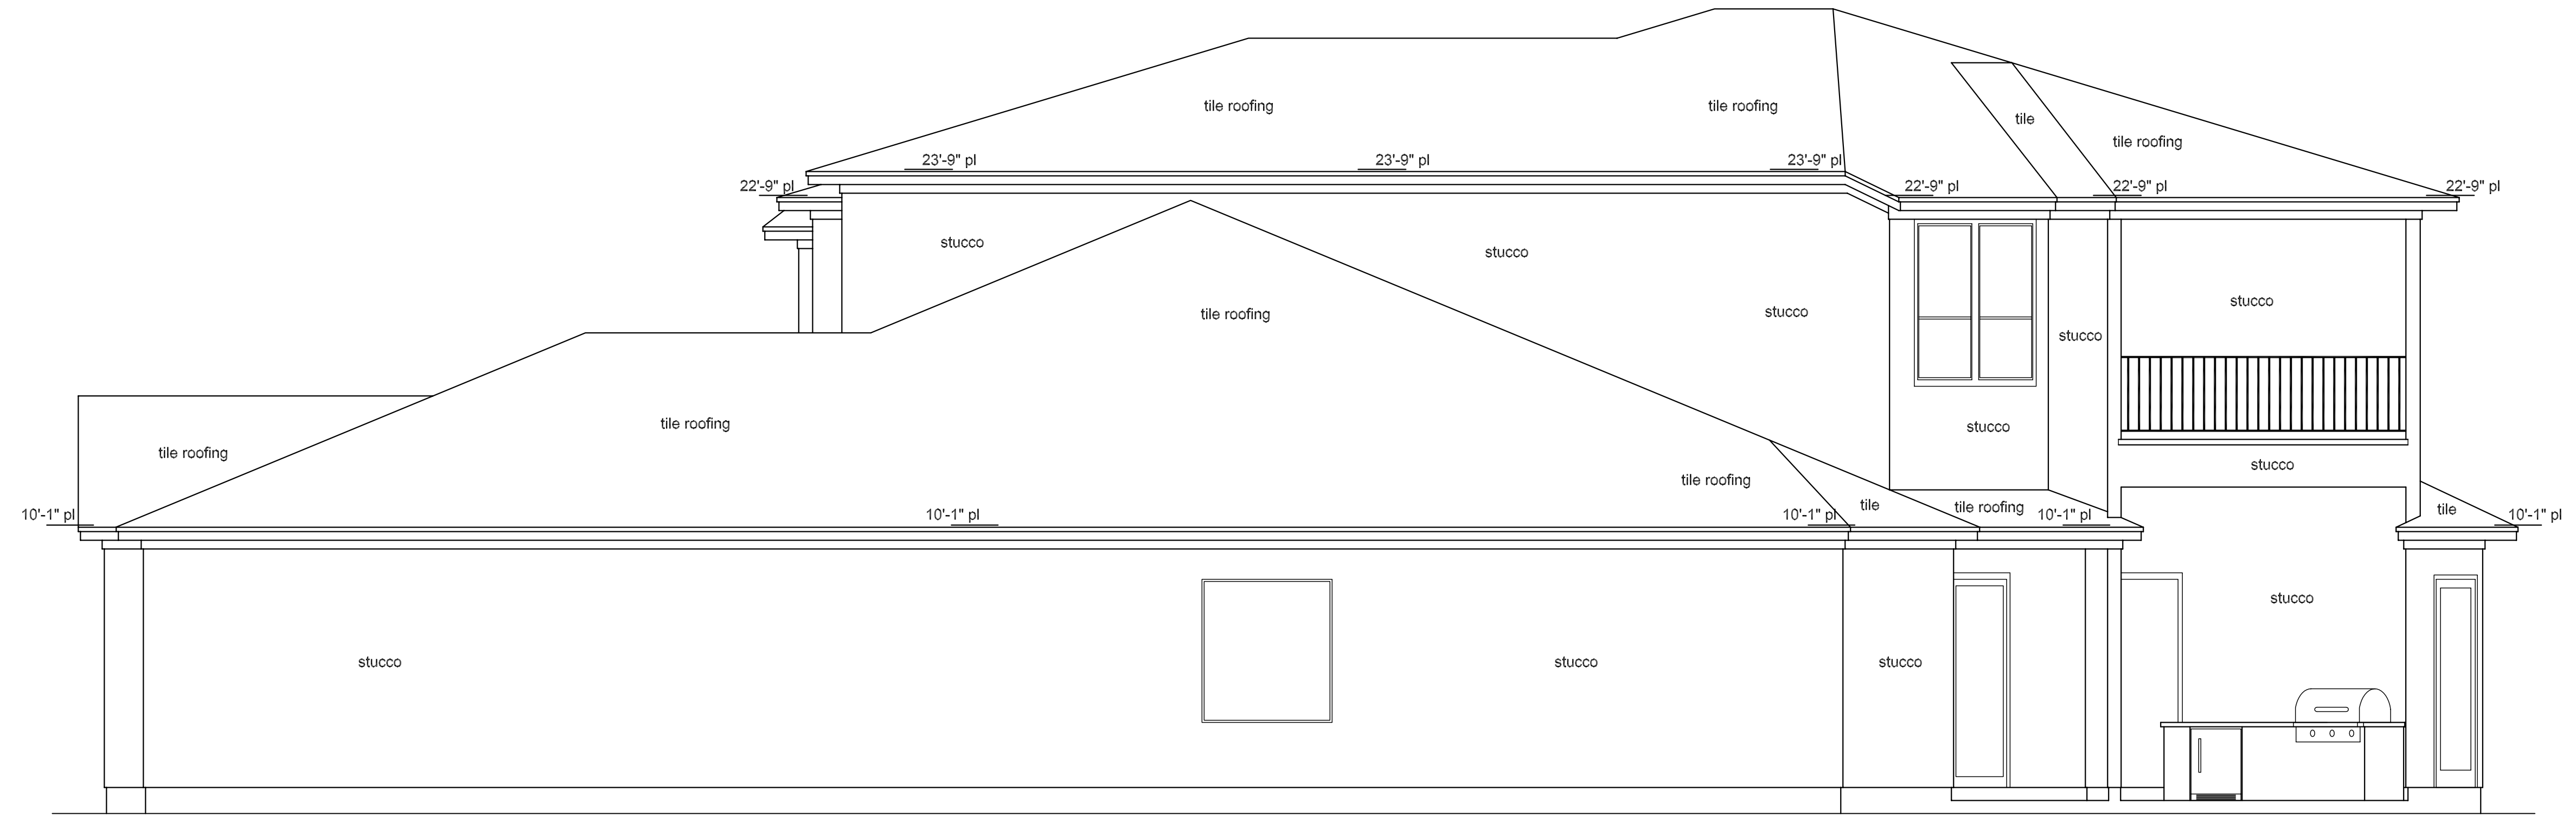 tile roofing
tile roofing
tile
tile roofing
23'-9" pl
23'-9" pl
23'-9" pl
22'-9" pl
22'-9" pl
22'-9" pl
22'-9" pl
stucco
stucco
stucco
tile roofing
stucco
stucco
tile roofing
stucco
tile roofing
stucco
tile roofing
tile
tile roofing
tile
10'-1" pl
10'-1" pl
10'-1" pl
10'-1" pl
10'-1" pl
stucco
stucco
stucco
stucco